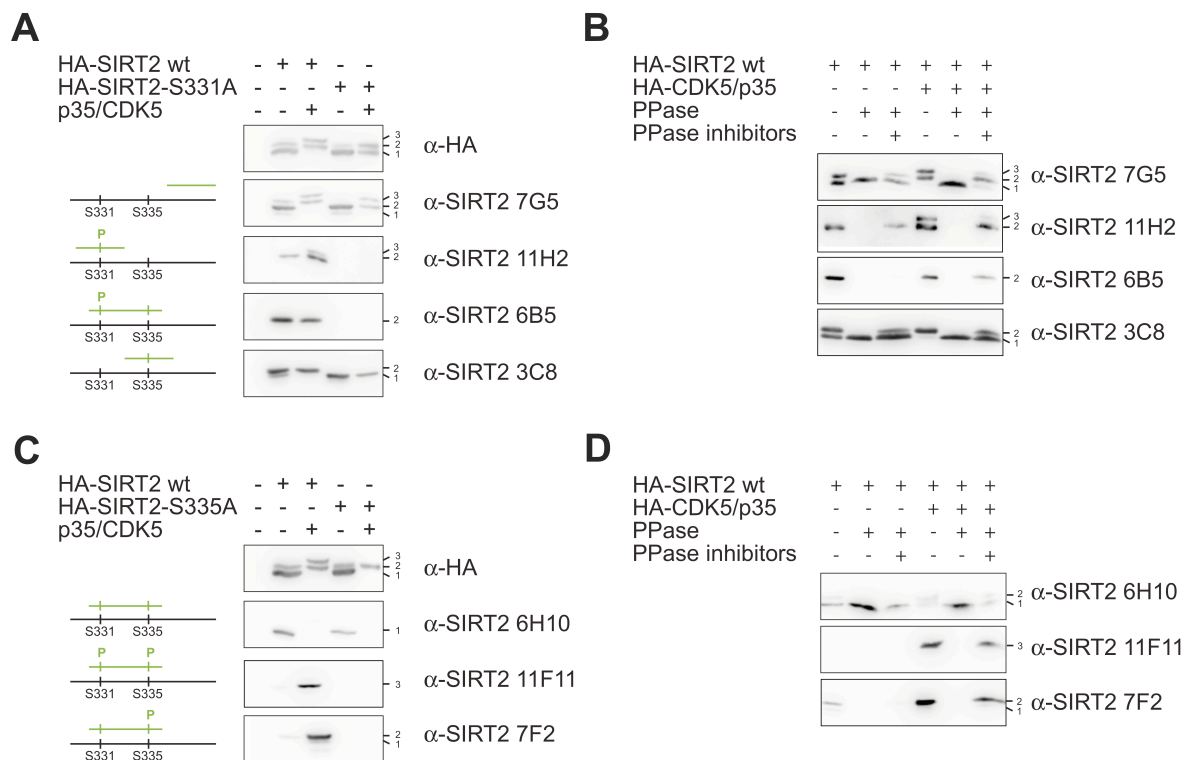 A
HA-SIRT2 wt - + + - -
HA-SIRT2-S331A - - - + +
p35/CDK5 - - + - +
3
2
1
α-HA
S331 S335
3
2
1
α-SIRT2 7G5
P
S331 S335
3
2
α-SIRT2 11H2
P
S331 S335
2
α-SIRT2 6B5
S331 S335
2
1
α-SIRT2 3C8
B
HA-SIRT2 wt + + + + + +
HA-CDK5/p35 - - - + + +
PPase - + + - + +
PPase inhibitors - - + - - +
3
2
1
α-SIRT2 7G5
3
2
α-SIRT2 11H2
2
α-SIRT2 6B5
2
1
α-SIRT2 3C8
C
HA-SIRT2 wt - + + - -
HA-SIRT2-S335A - - - + +
p35/CDK5 - - + - +
3
2
1
α-HA
S331 S335
1
α-SIRT2 6H10
P P
S331 S335
3
α-SIRT2 11F11
P
S331 S335
2
1
α-SIRT2 7F2
D
HA-SIRT2 wt + + + + + +
HA-CDK5/p35 - - - + + +
PPase - + + - + +
PPase inhibitors - - + - - +
2
1
α-SIRT2 6H10
3
α-SIRT2 11F11
2
1
α-SIRT2 7F2